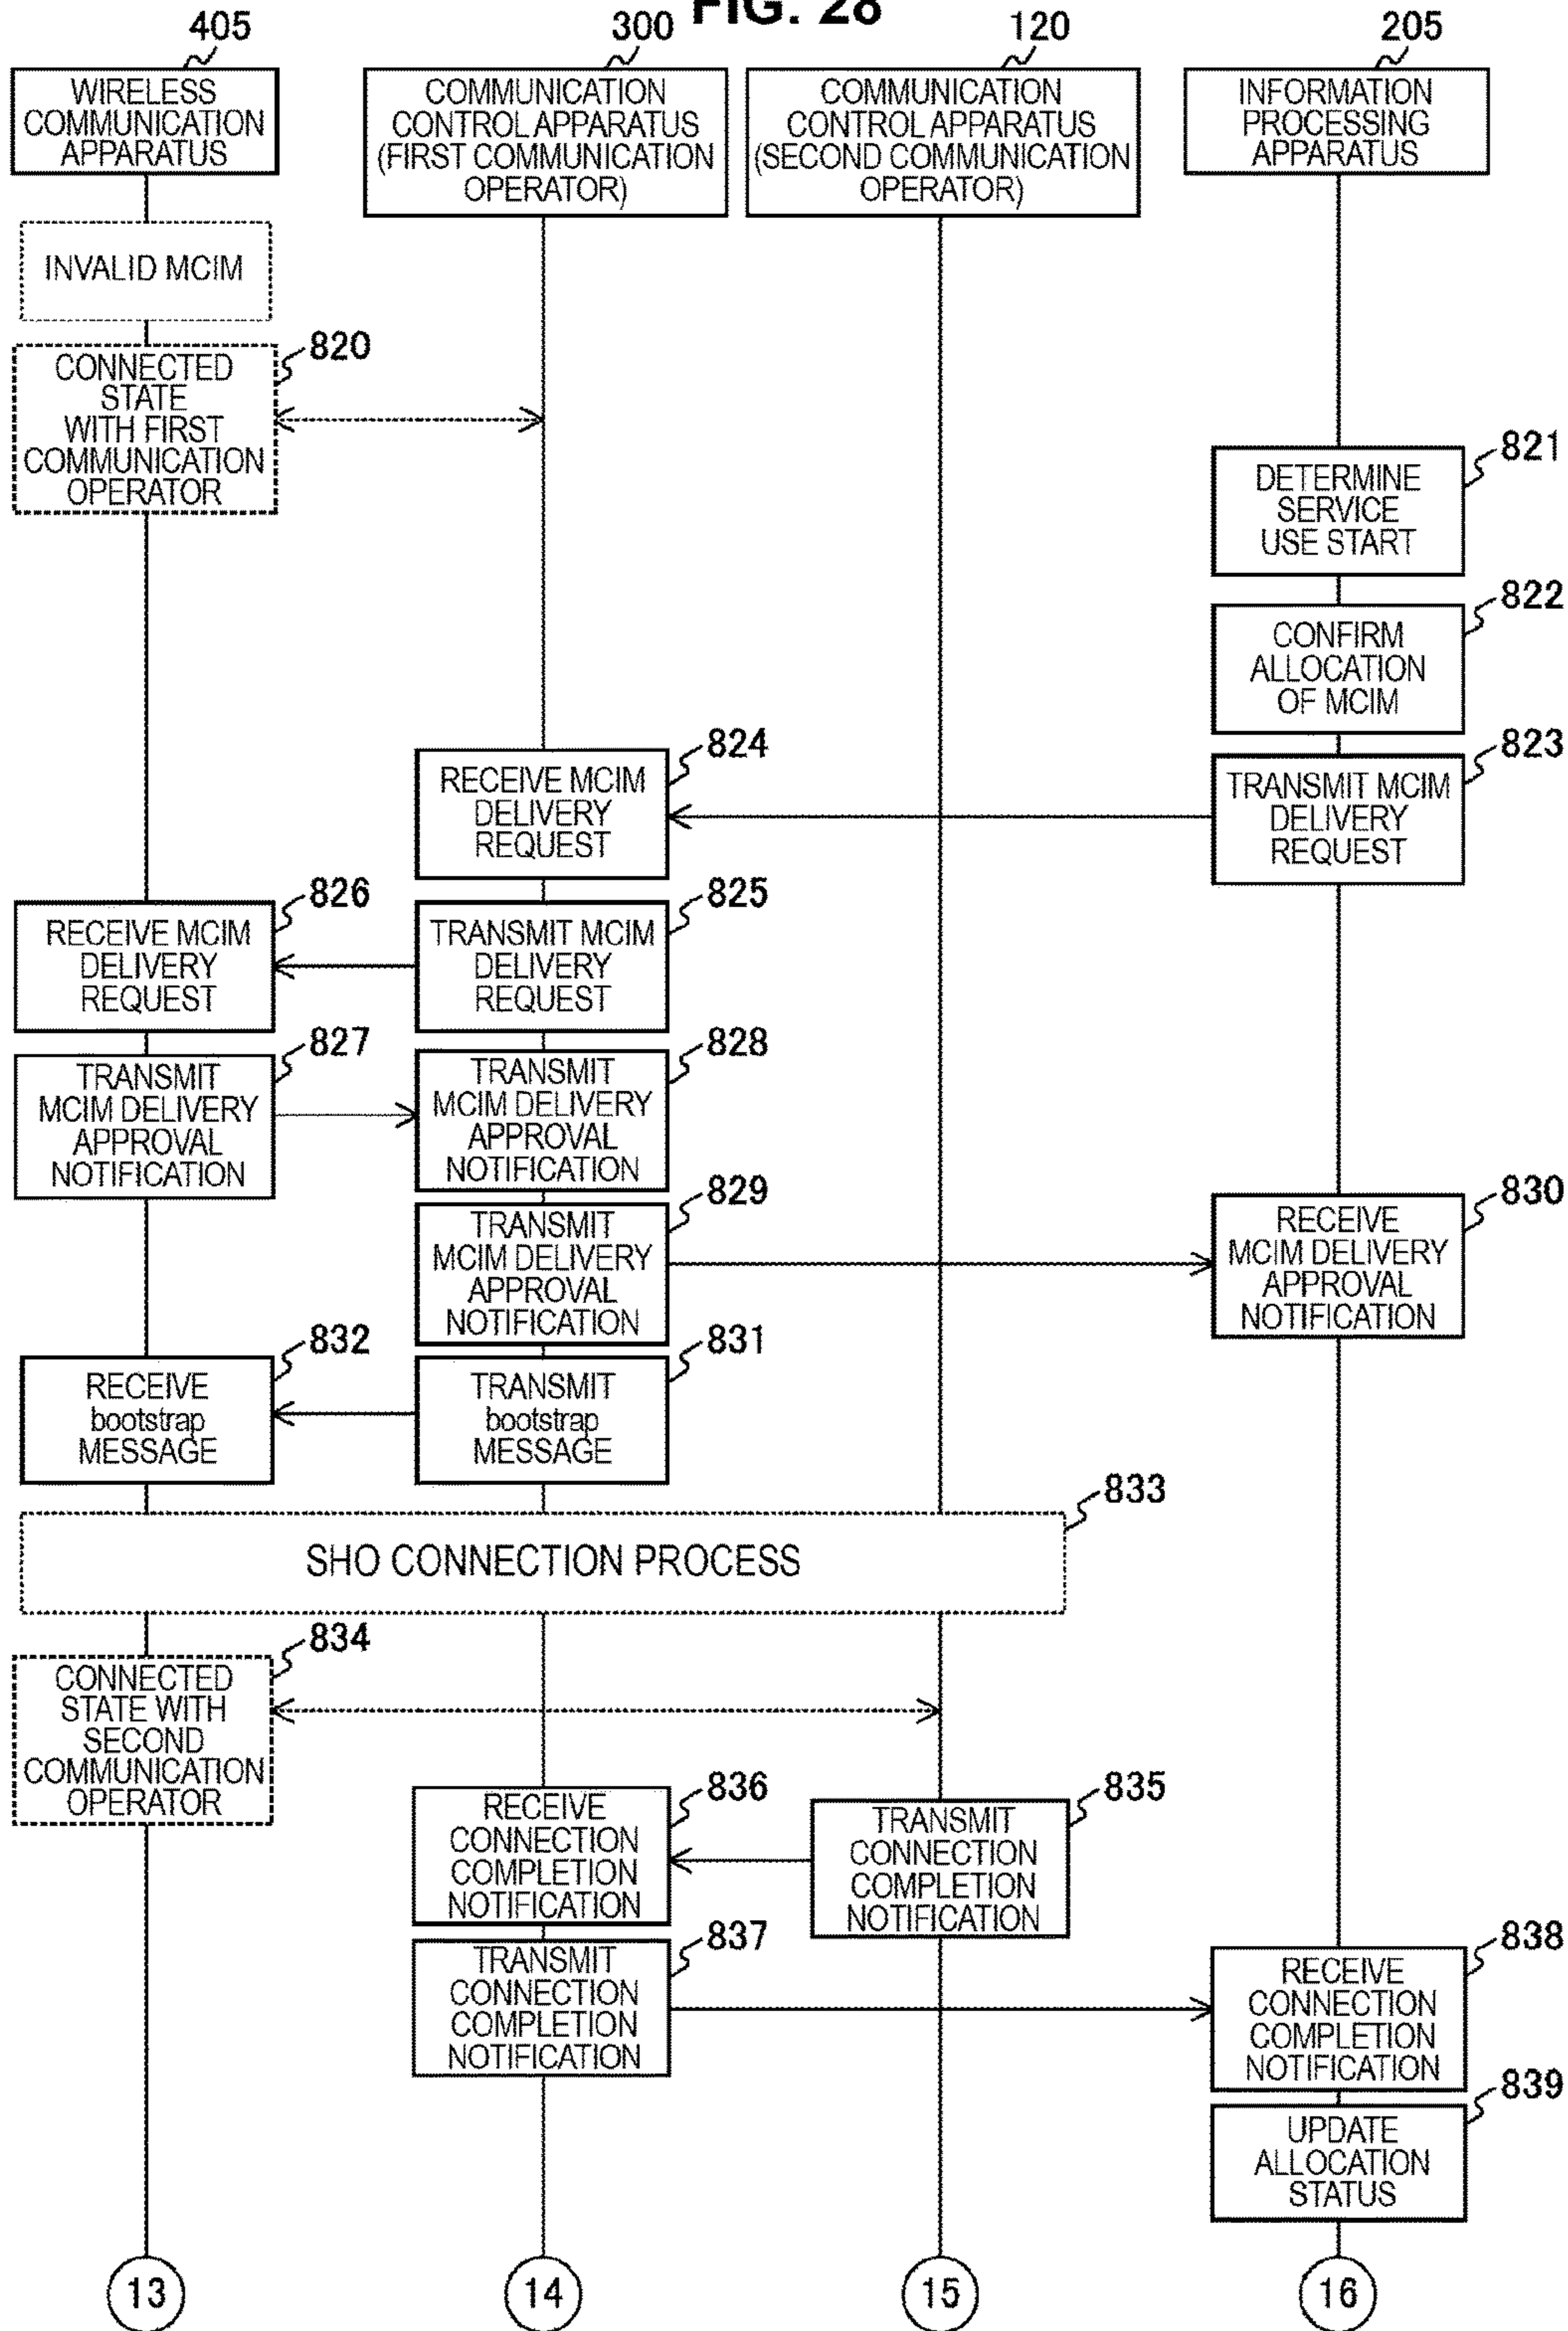 FIG. 28
405
300
120
205
WIRELESS
COMMUNICATION
APPARATUS
COMMUNICATION
CONTROL APPARATUS
(FIRST COMMUNICATION
OPERATOR)
COMMUNICATION
CONTROL APPARATUS
(SECOND COMMUNICATION
OPERATOR)
INFORMATION
PROCESSING
APPARATUS
INVALID MCIM
820
CONNECTED
STATE
WITH FIRST
COMMUNICATION
OPERATOR
821
DETERMINE
SERVICE
USE START
822
CONFIRM
ALLOCATION
OF MCIM
823
TRANSMIT MCIM
DELIVERY
REQUEST
824
RECEIVE MCIM
DELIVERY
REQUEST
825
TRANSMIT MCIM
DELIVERY
REQUEST
826
RECEIVE MCIM
DELIVERY
REQUEST
827
TRANSMIT
MCIM DELIVERY
APPROVAL
NOTIFICATION
828
TRANSMIT
MCIM DELIVERY
APPROVAL
NOTIFICATION
829
TRANSMIT
MCIM DELIVERY
APPROVAL
NOTIFICATION
830
RECEIVE
MCIM DELIVERY
APPROVAL
NOTIFICATION
831
TRANSMIT
bootstrap
MESSAGE
832
RECEIVE
bootstrap
MESSAGE
833
SHO CONNECTION PROCESS
834
CONNECTED
STATE WITH
SECOND
COMMUNICATION
OPERATOR
835
TRANSMIT
CONNECTION
COMPLETION
NOTIFICATION
836
RECEIVE
CONNECTION
COMPLETION
NOTIFICATION
837
TRANSMIT
CONNECTION
COMPLETION
NOTIFICATION
838
RECEIVE
CONNECTION
COMPLETION
NOTIFICATION
839
UPDATE
ALLOCATION
STATUS
13
14
15
16